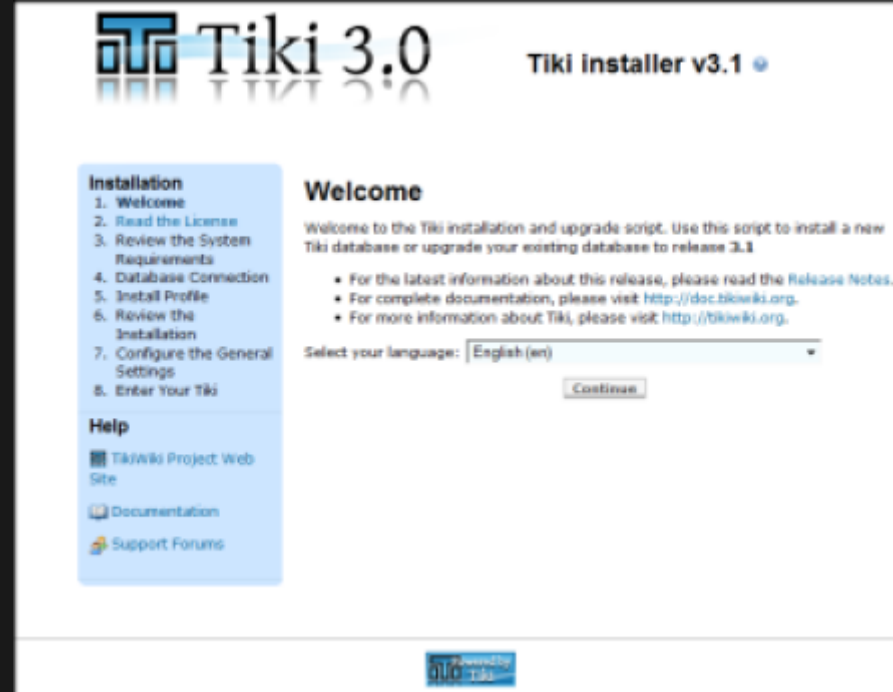 Tiki 3.0
Tiki installer v3.1
Installation
1. Welcome
2. Read the License
3. Review the System
Requirements
4. Database Connection
5. Install Profile
6. Review the
Installation
7. Configure the General
Settings
8. Enter Your Tiki
Help
TikiWiki Project Web
Site
Documentation
Support Forums
Welcome
Welcome to the Tiki installation and upgrade script. Use this script to install a new
Tiki database or upgrade your existing database to release 3.1
• For the latest information about this release, please read the Release Notes.
• For complete documentation, please visit http://doc.tikiwiki.org.
• For more information about Tiki, please visit http://tikiwiki.org.
Select your language: English (en)
Continue
Powered by
Tiki